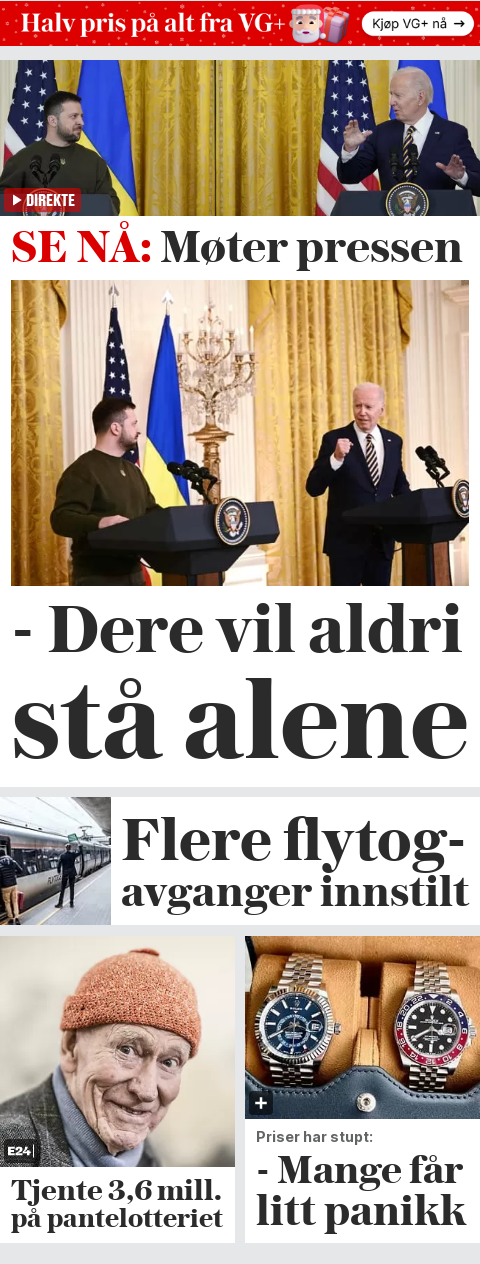 Halv pris på alt fra VG+
Kjøp VG+ nå →
DIREKTE
SE NÅ: Møter pressen
- Dere vil aldri
stå alene
Flere flytog-
avganger innstilt
E24
Tjente 3,6 mill.
på pantelotteriet
Priser har stupt:
- Mange får
litt panikk